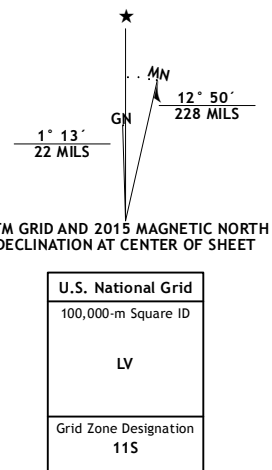 ★
MN
GN
12° 50´
228 MILS
1° 13´
22 MILS
TM GRID AND 2015 MAGNETIC NORTH
DECLINATION AT CENTER OF SHEET
U.S. National Grid
100,000-m Square ID
LV
Grid Zone Designation
11S